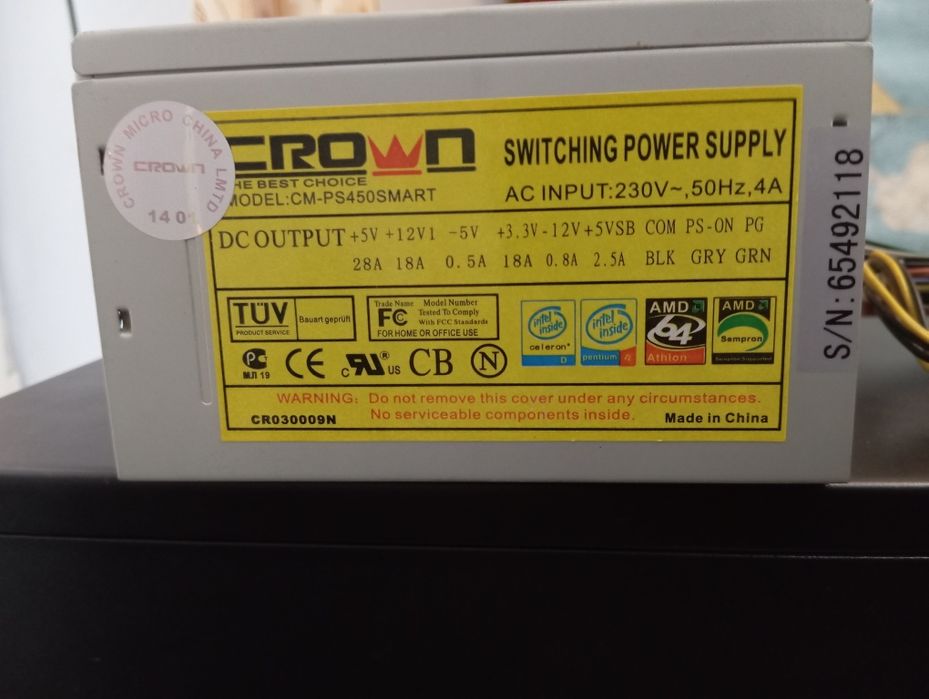 CROWN MICRO CHINA LMTD
CROWN
14 01
CROWN
THE BEST CHOICE
MODEL:CM-PS450SMART
SWITCHING POWER SUPPLY
AC INPUT:230V~,50Hz,4A
DC OUTPUT +5V +12V1 -5V +3.3V -12V +5VSB COM PS-ON PG
28A 18A 0.5A 18A 0.8A 2.5A BLK GRY GRN
TÜV
PRODUCT SERVICE
Bauart geprüft
Trade Name Model Number
FC Tested To Comply
With FCC Standards
FOR HOME OR OFFICE USE
intel inside
celeron®
D
intel inside
pentium 4
AMD
64
Athlon
AMD
Sempron
МЛ 19
CE
c UR US
CB
N
WARNING: Do not remove this cover under any circumstances.
No serviceable components inside.
CR030009N
Made in China
S/N:654921118